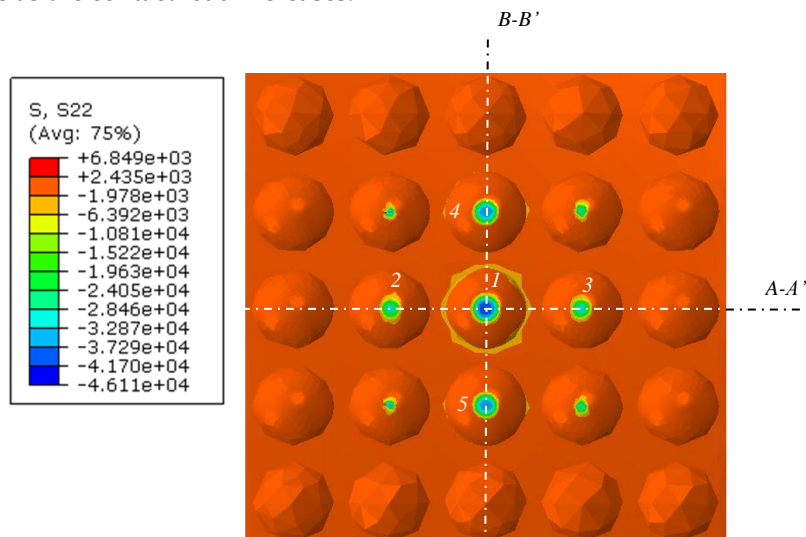 B-B'
S, S22
(Avg: 75%)
+6.849e+03
+2.435e+03
-1.978e+03
-6.392e+03
-1.081e+04
-1.522e+04
-1.963e+04
-2.405e+04
-2.846e+04
-3.287e+04
-3.729e+04
-4.170e+04
-4.611e+04
4
2
1
3
A-A'
5